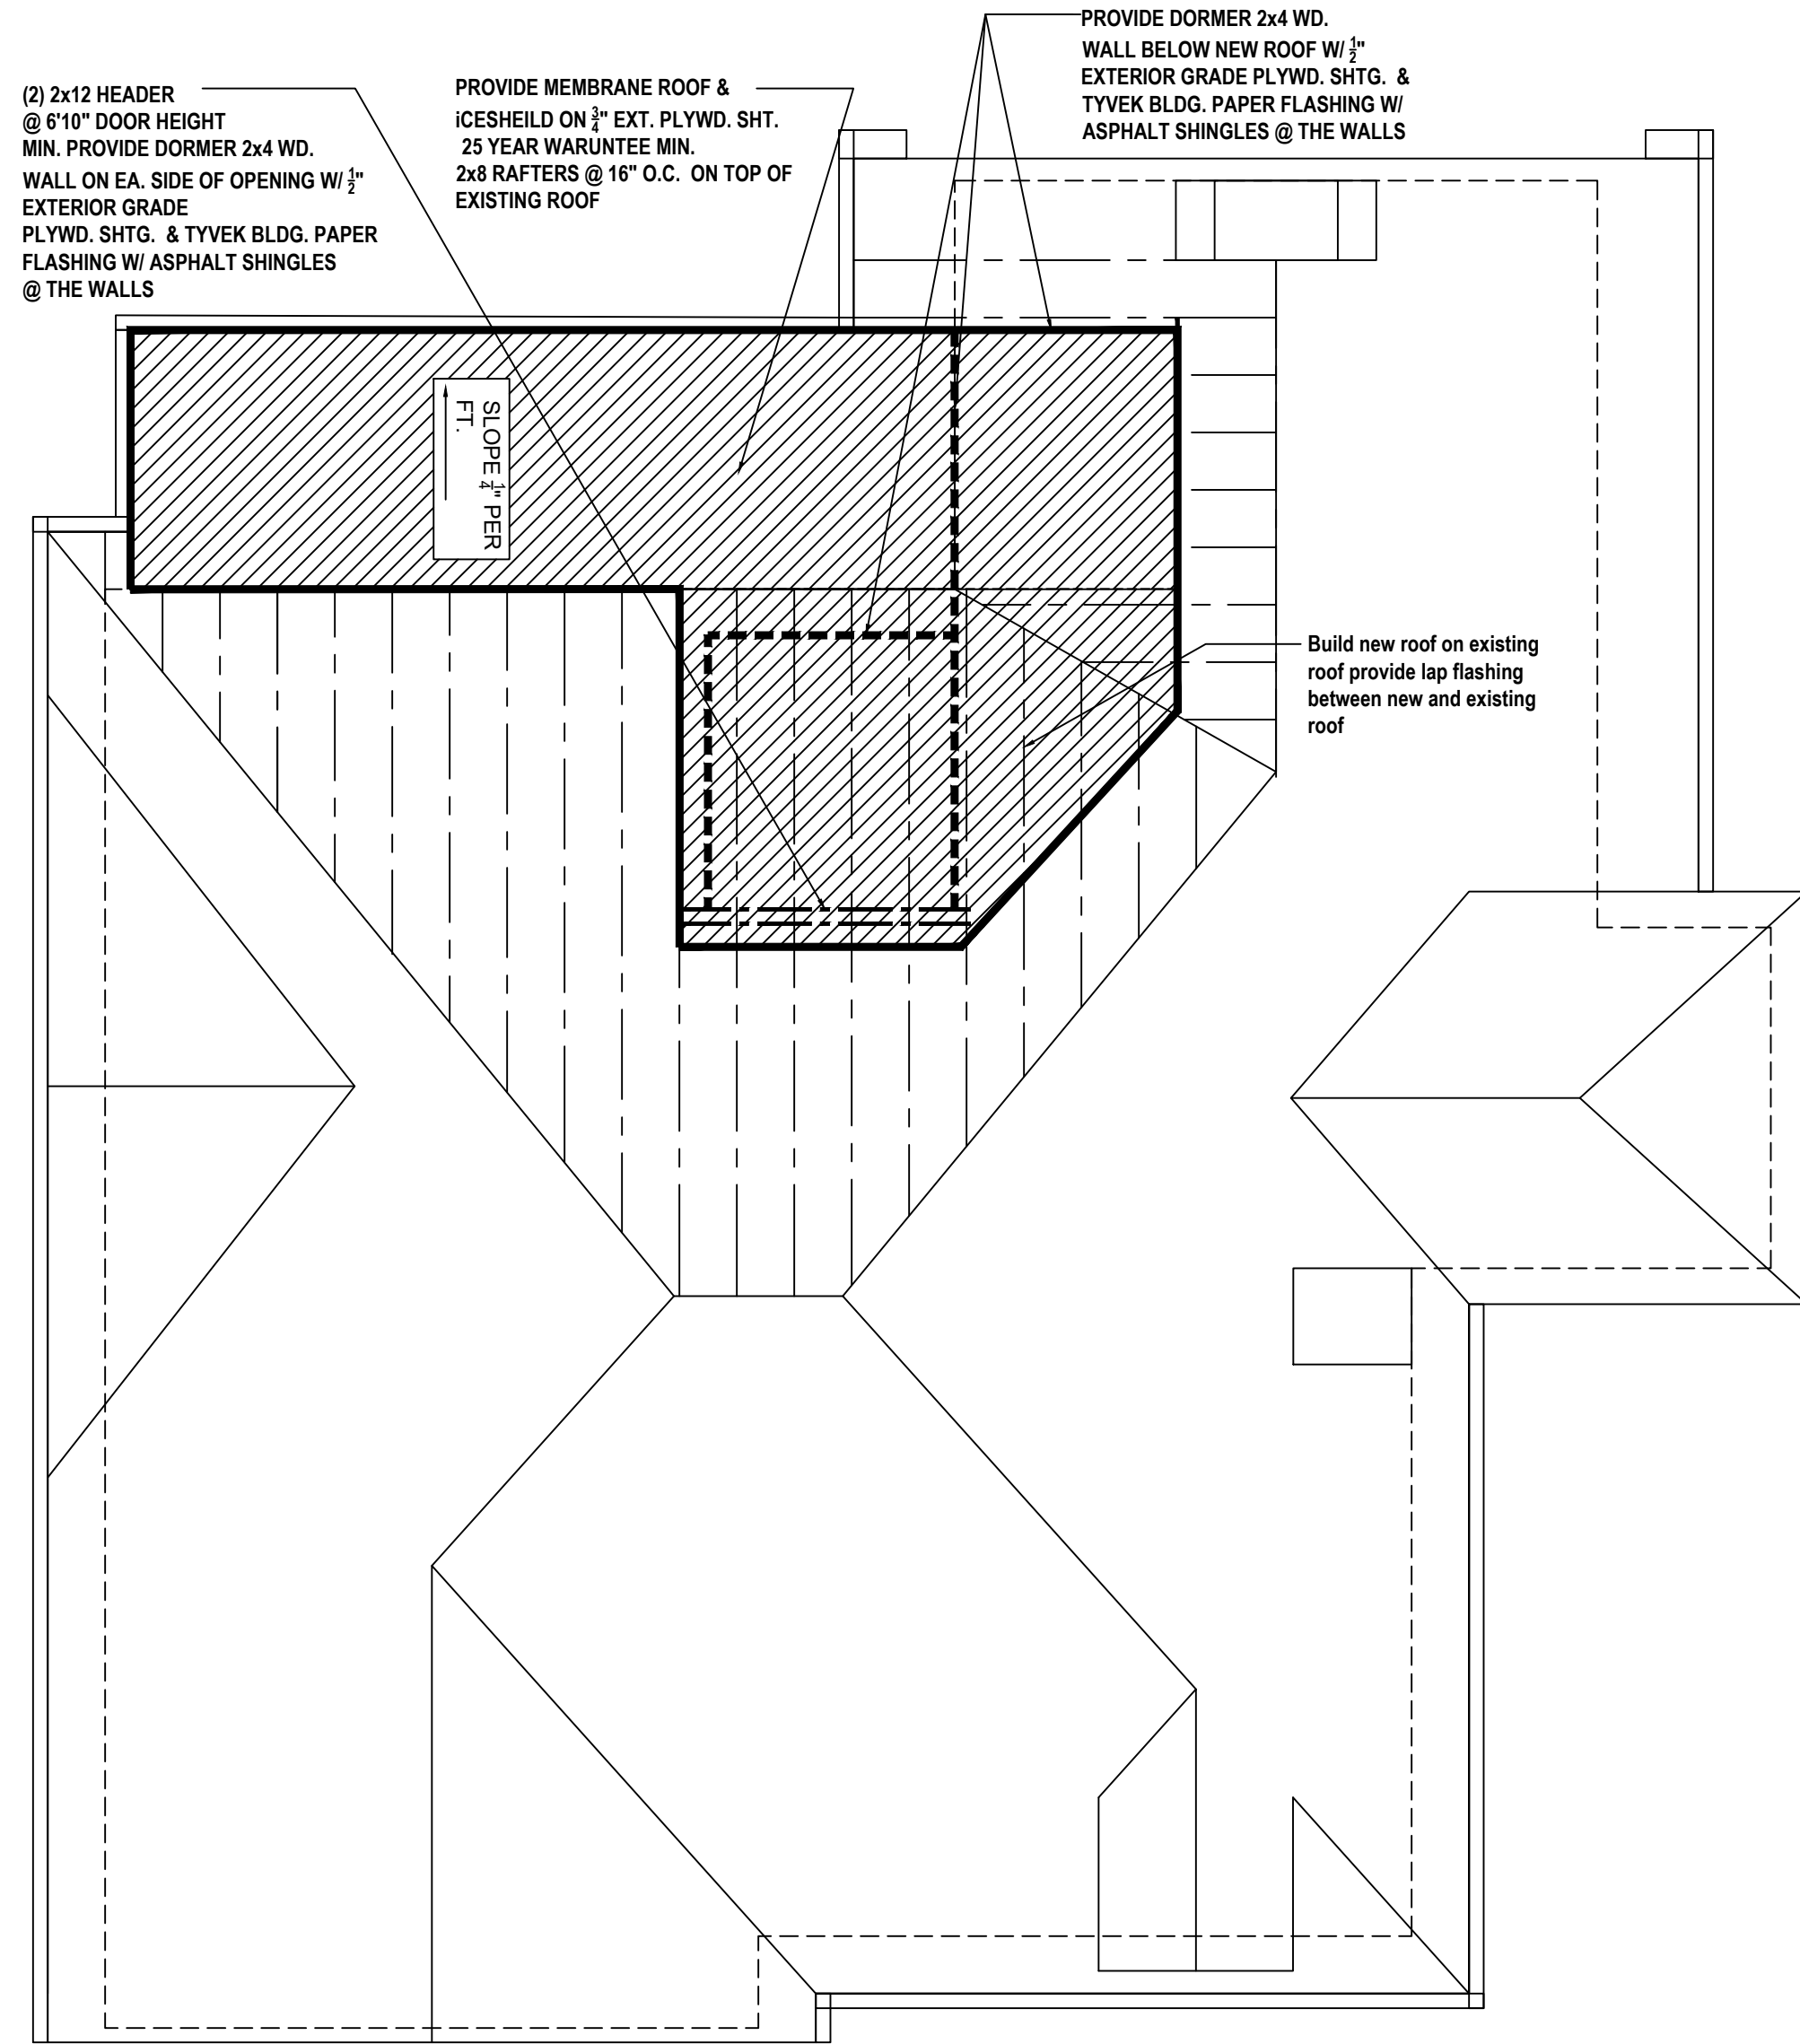 (2) 2x12 HEADER
@ 6'10" DOOR HEIGHT
MIN. PROVIDE DORMER 2x4 WD.
WALL ON EA. SIDE OF OPENING W/ 1/2"
EXTERIOR GRADE
PLYWD. SHTG. & TYVEK BLDG. PAPER
FLASHING W/ ASPHALT SHINGLES
@ THE WALLS
PROVIDE MEMBRANE ROOF &
iCESHEILD ON 3/4" EXT. PLYWD. SHT.
25 YEAR WARUNTEE MIN.
2x8 RAFTERS @ 16" O.C. ON TOP OF
EXISTING ROOF
PROVIDE DORMER 2x4 WD.
WALL BELOW NEW ROOF W/ 1/2"
EXTERIOR GRADE PLYWD. SHTG. &
TYVEK BLDG. PAPER FLASHING W/
ASPHALT SHINGLES @ THE WALLS
SLOPE 1/4" PER
FT.
Build new roof on existing
roof provide lap flashing
between new and existing
roof